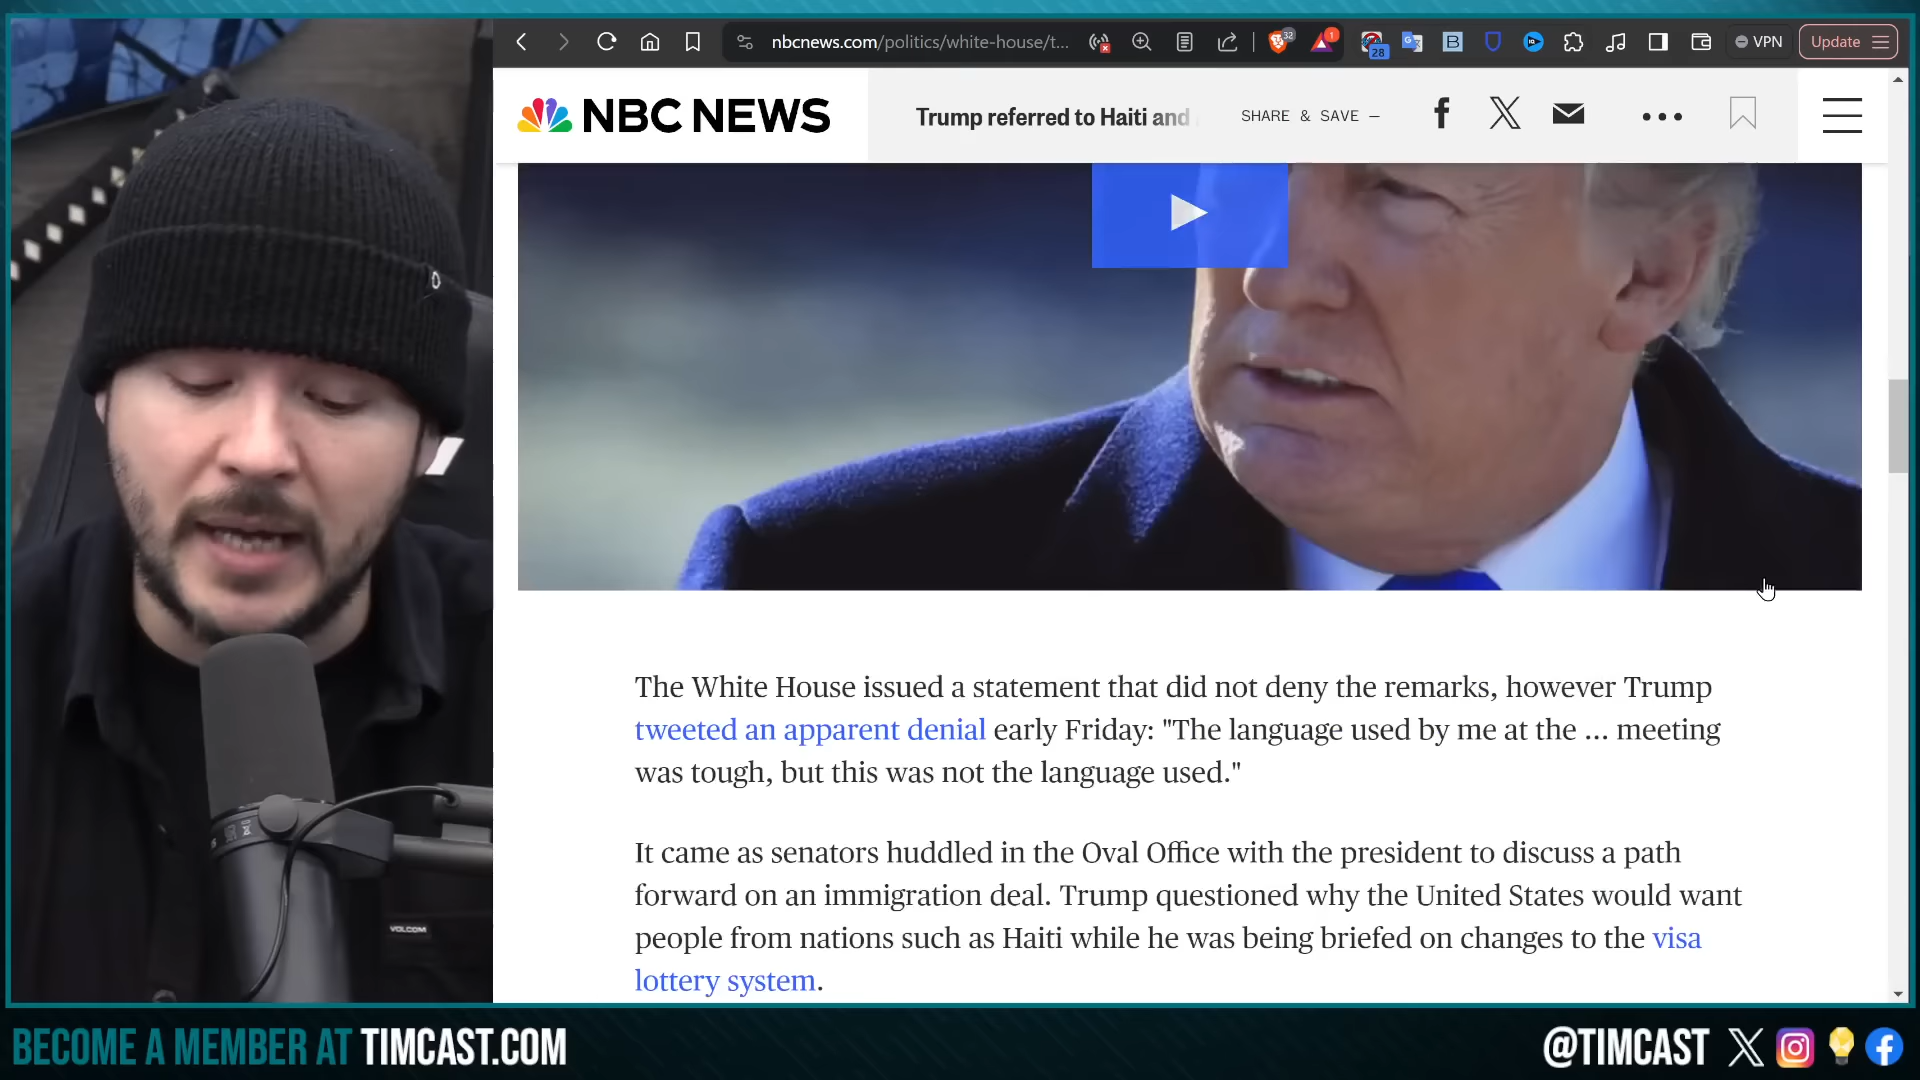 nbcnews.com/politics/white-house/t...
32
1
28
VPN
Update
NBC NEWS
Trump referred to Haiti and
SHARE & SAVE —
The White House issued a statement that did not deny the remarks, however Trump
tweeted an apparent denial early Friday: "The language used by me at the ... meeting
was tough, but this was not the language used."
It came as senators huddled in the Oval Office with the president to discuss a path
forward on an immigration deal. Trump questioned why the United States would want
people from nations such as Haiti while he was being briefed on changes to the visa
lottery system.
VOLCOM
BECOME A MEMBER AT TIMCAST.COM
@TIMCAST